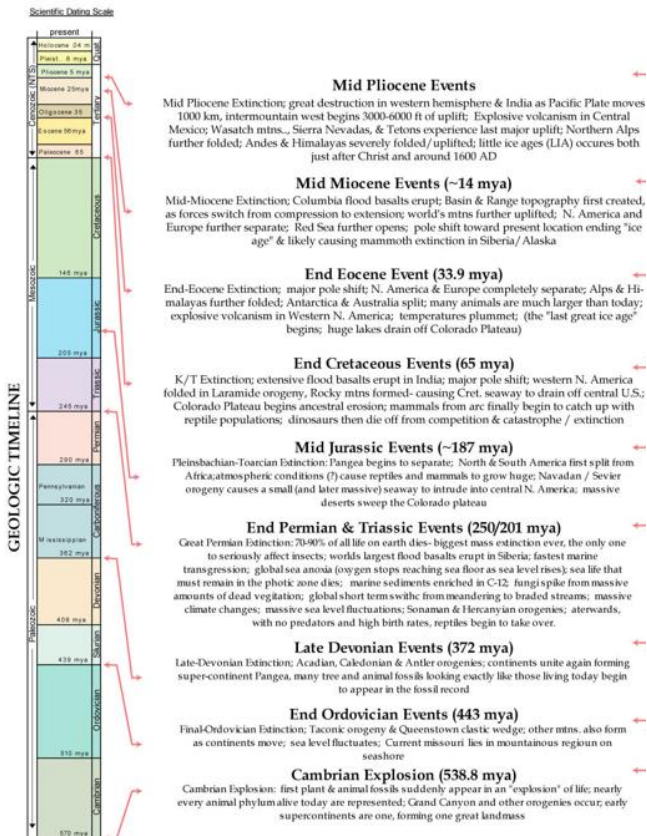 Scientific Dating Scale
present
GEOLOGIC TIMELINE
Cenozoic (NTS)
Mesozoic
Paleozoic
Holocene .04 m
Pleist... 6 mya
Pliocene 5 mya
Miocene 25mya
Oligocene 35
Eocene 56mya
Paleocene 65
Quat.
Tertiary
Cretaceous
146 mya
Jurassic
205 mya
Triassic
245 mya
Permian
290 mya
Pennsylvanian
320 mya
Carboniferous
Mississippian
362 mya
Devonian
409 mya
Silurian
439 mya
Ordovician
510 mya
Cambrian
570 mya
Mid Pliocene Events
Mid Pliocene Extinction; great destruction in western hemisphere & India as Pacific Plate moves
1000 km, intermountain west begins 3000-6000 ft of uplift; Explosive volcanism in Central
Mexico; Wasatch mtns.., Sierra Nevadas, & Tetons experience last major uplift; Northern Alps
further folded; Andes & Himalayas severely folded/uplifted; little ice ages (LIA) occures both
just after Christ and around 1600 AD
Mid Miocene Events (~14 mya)
Mid-Miocene Extinction; Columbia flood basalts erupt; Basin & Range topography first created,
as forces switch from compression to extension; world's mtns further uplifted; N. America and
Europe further separate; Red Sea further opens; pole shift toward present location ending "ice
age" & likely causing mammoth extinction in Siberia/Alaska
End Eocene Event (33.9 mya)
End-Eocene Extinction; major pole shift; N. America & Europe completely separate; Alps & Hi-
malayas further folded; Antarctica & Australia split; many animals are much larger than today;
explosive volcanism in Western N. America; temperatures plummet; (the "last great ice age"
begins; huge lakes drain off Colorado Plateau)
End Cretaceous Events (65 mya)
K/T Extinction; extensive flood basalts erupt in India; major pole shift; western N. America
folded in Laramide orogeny, Rocky mtns formed- causing Cret. seaway to drain off central U.S.;
Colorado Plateau begins ancestral erosion; mammals from arc finally begin to catch up with
reptile populations; dinosaurs then die off from competition & catastrophe / extinction
Mid Jurassic Events (~187 mya)
Pleinsbachian-Toarcian Extinction: Pangea begins to separate; North & South America first split from
Africa;atmospheric conditions (?) cause reptiles and mammals to grow huge; Navadan / Sevier
orogeny causes a small (and later massive) seaway to intrude into central N. America; massive
deserts sweep the Colorado plateau
End Permian & Triassic Events (250/201 mya)
Great Permian Extinction: 70-90% of all life on earth dies- biggest mass extinction ever, the only one
to seriously affect insects; worlds largest flood basalts erupt in Siberia; fastest marine
transgression; global sea anoxia (oxygen stops reaching sea floor as sea level rises); sea life that
must remain in the photic zone dies; marine sediments enriched in C-12; fungi spike from massive
amounts of dead vegitation; global short term swithc from meandering to braded streams; massive
climate changes; massive sea level fluctuations; Sonaman & Hercanyian orogenies; aterwards,
with no predators and high birth rates, reptiles begin to take over.
Late Devonian Events (372 mya)
Late-Devonian Extinction; Acadian, Caledonian & Antler orogenies; continents unite again forming
super-continent Pangea, many tree and animal fossils looking exactly like those living today begin
to appear in the fossil record
End Ordovician Events (443 mya)
Final-Ordovician Extinction; Taconic orogeny & Queenstown clastic wedge; other mtns. also form
as continents move; sea level fluctuates; Current missouri lies in mountainous regioun on
seashore
Cambrian Explosion (538.8 mya)
Cambrian Explosion: first plant & animal fossils suddenly appear in an "explosion" of life; nearly
every animal phylum alive today are represented; Grand Canyon and other orogenies occur; early
supercontinents are one, forming one great landmass